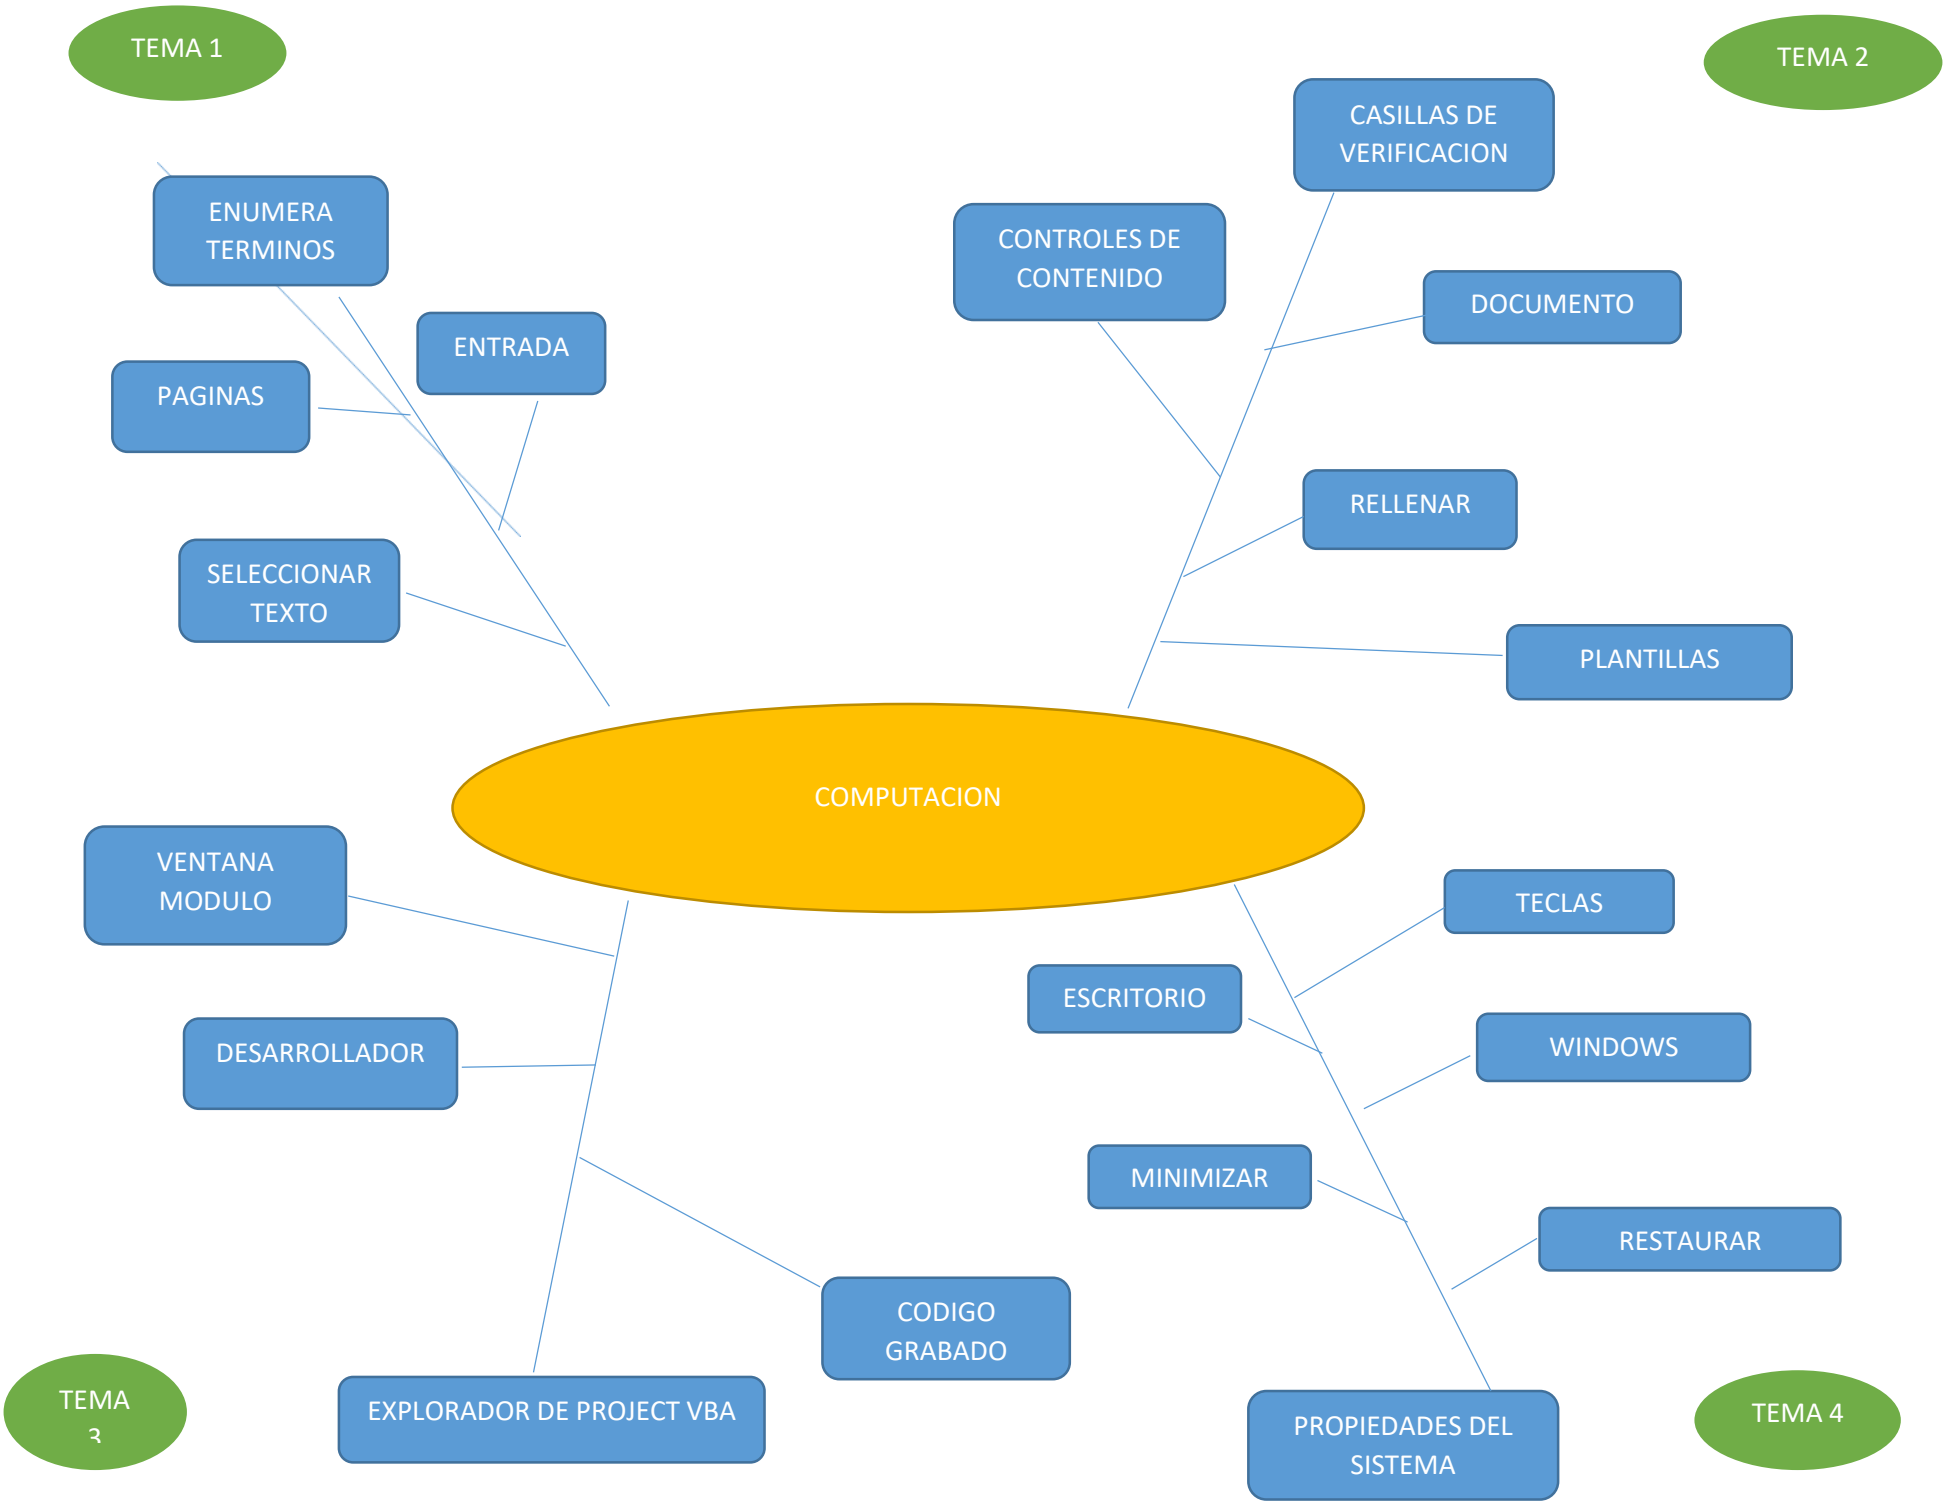 TEMA 1
TEMA 2
CASILLAS DE
VERIFICACION
ENUMERA
TERMINOS
CONTROLES DE
CONTENIDO
DOCUMENTO
ENTRADA
PAGINAS
RELLENAR
SELECCIONAR
TEXTO
PLANTILLAS
COMPUTACION
VENTANA
MODULO
TECLAS
ESCRITORIO
DESARROLLADOR
WINDOWS
MINIMIZAR
RESTAURAR
CODIGO
GRABADO
TEMA
3
EXPLORADOR DE PROJECT VBA
PROPIEDADES DEL
SISTEMA
TEMA 4